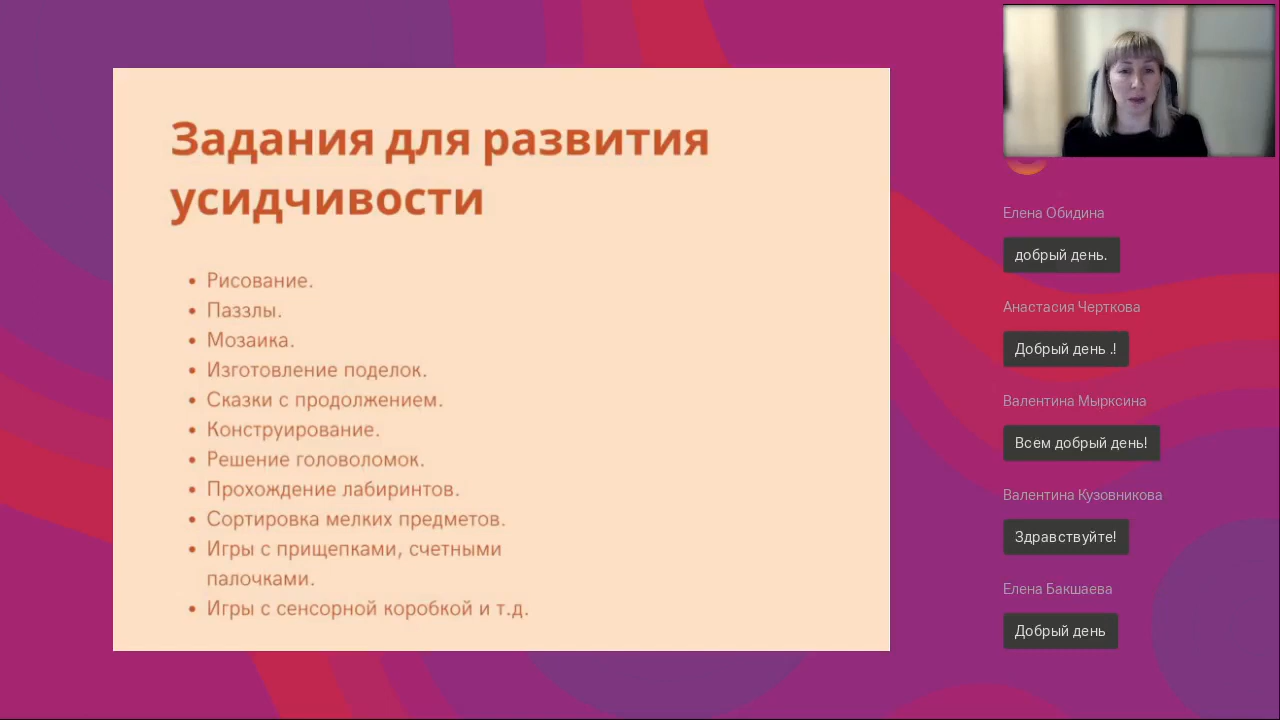 Задания для развития
усидчивости
• Рисование.
• Паззлы.
• Мозаика.
• Изготовление поделок.
• Сказки с продолжением.
• Конструирование.
• Решение головоломок.
• Прохождение лабиринтов.
• Сортировка мелких предметов.
• Игры с прищепками, счетными
палочками.
• Игры с сенсорной коробкой и т.д.
Елена Обидина
добрый день.
Анастасия Черткова
Добрый день .!
Валентина Мырксина
Всем добрый день!
Валентина Кузовникова
Здравствуйте!
Елена Бакшаева
Добрый день